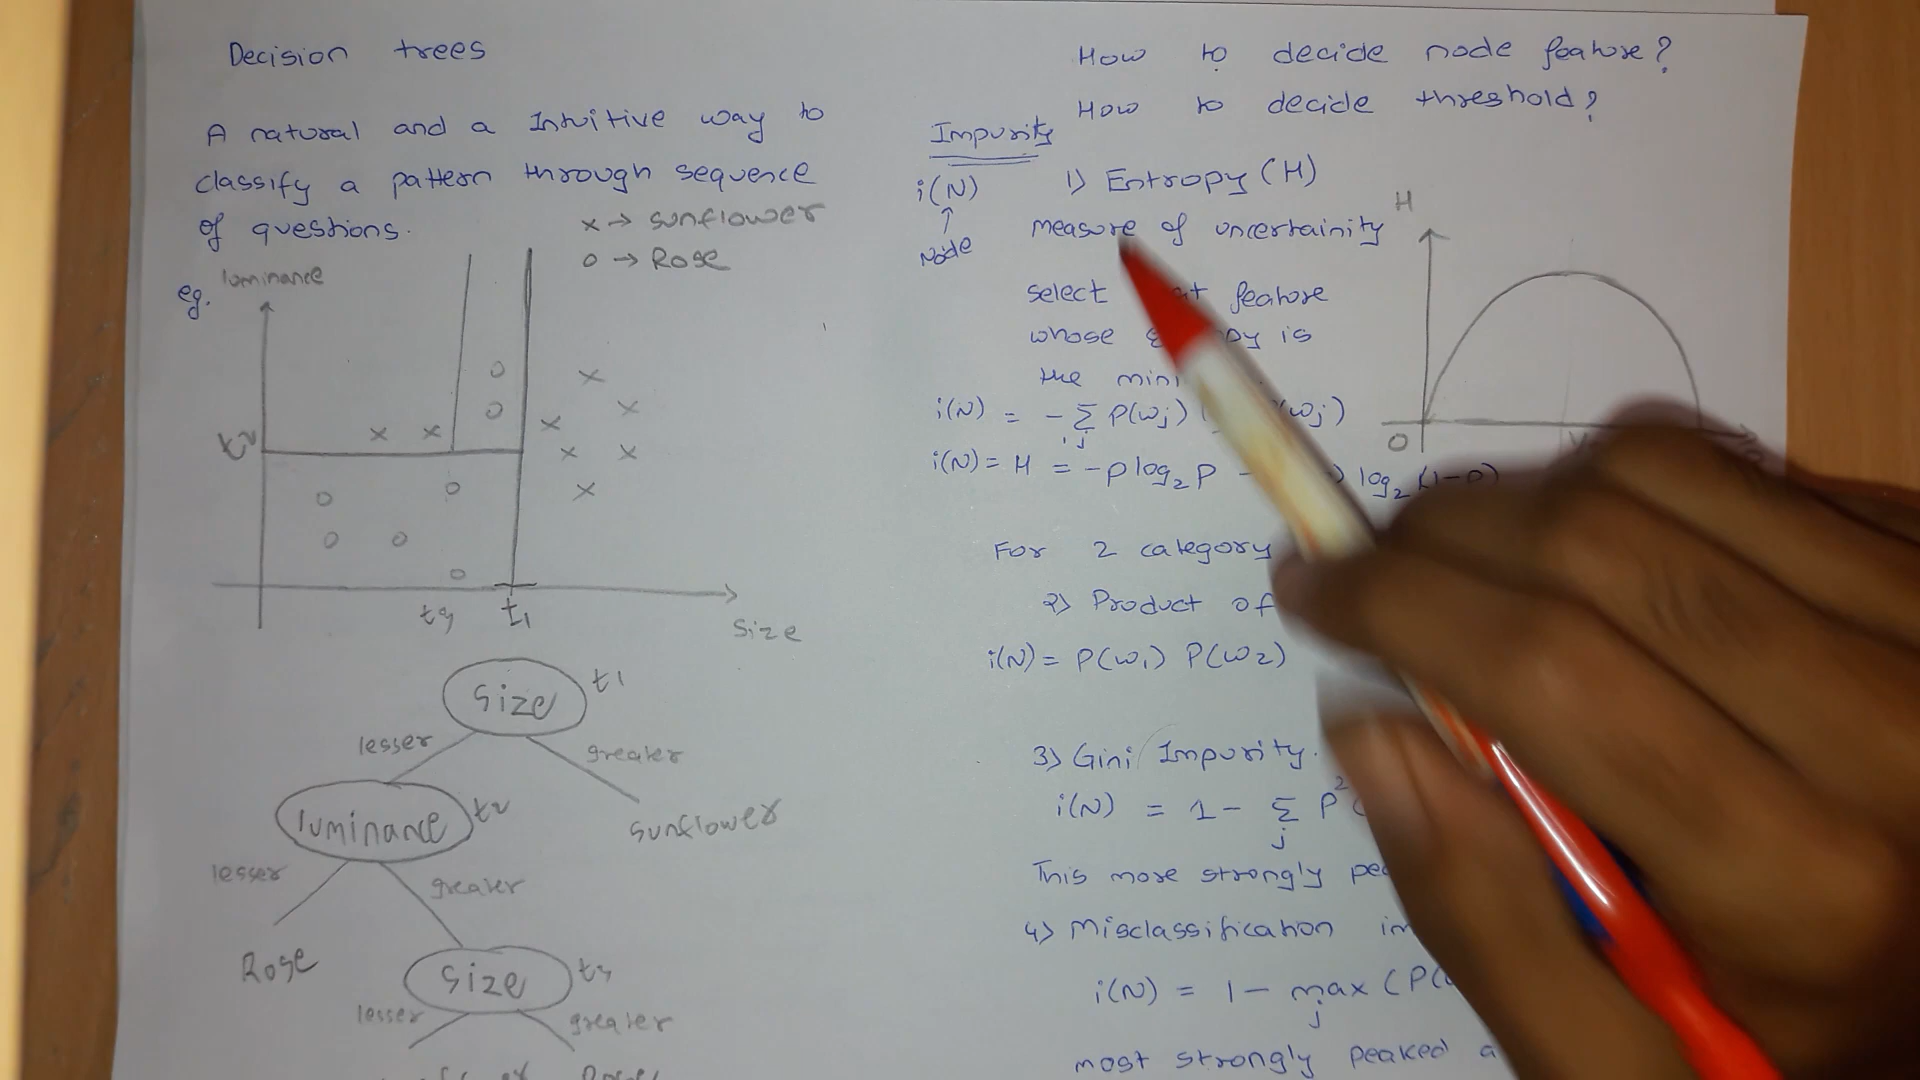 Decision trees
A natural and a Intuitive way to
classify a pattern through sequence
of questions.
x → sunflower
o → Rose
eg.
luminance
t2
t3
t1
size
size t1
lesser
greater
luminance t2
sunflower
lesser
greater
Rose
size t3
lesser
greater
How to decide node feature?
How to decide threshold?
Impurity
i(N)
↑
Node
1) Entropy (H)
measure of uncertainity
select feature
whose is
the
i(N) = - Σ P(ωj)
j
i(N) = H = -P log2 P - log2 (1-P)
H
0
For 2 category
2) Product of
i(N) = P(ω1) P(ω2)
3) Gini Impurity.
i(N) = 1 - Σ P²
j
This more strongly
4) Misclassification
i(N) = 1 - max (P(
j
most strongly peaked